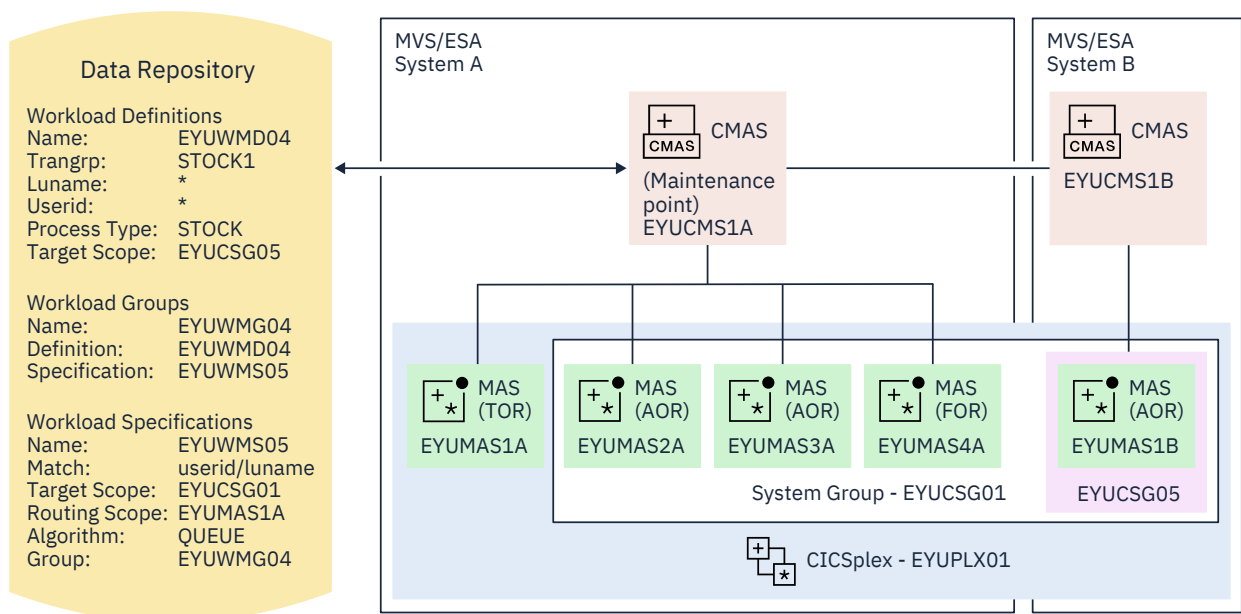 Data Repository
Workload Definitions
Name: EYUWMD04
Trangrp: STOCK1
Luname: *
Userid: *
Process Type: STOCK
Target Scope: EYUCSG05
Workload Groups
Name: EYUWMG04
Definition: EYUWMD04
Specification: EYUWMS05
Workload Specifications
Name: EYUWMS05
Match: userid/luname
Target Scope: EYUCSG01
Routing Scope: EYUMAS1A
Algorithm: QUEUE
Group: EYUWMG04
MVS/ESA
System A
CMAS
CMAS
(Maintenance
point)
EYUCMS1A
MVS/ESA
System B
CMAS
CMAS
EYUCMS1B
MAS
(TOR)
EYUMAS1A
MAS
(AOR)
EYUMAS2A
MAS
(AOR)
EYUMAS3A
MAS
(FOR)
EYUMAS4A
MAS
(AOR)
EYUMAS1B
System Group - EYUCSG01
EYUCSG05
CICSplex - EYUPLX01